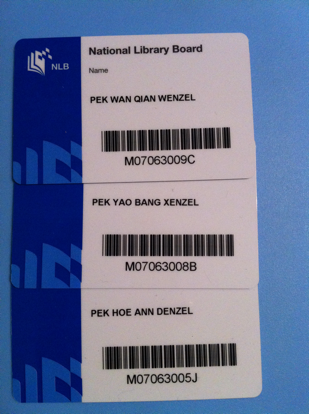 NLB
National Library Board
Name
PEK WAN QIAN WENZEL
M07063009C
PEK YAO BANG XENZEL
M07063008B
PEK HOE ANN DENZEL
M07063005J